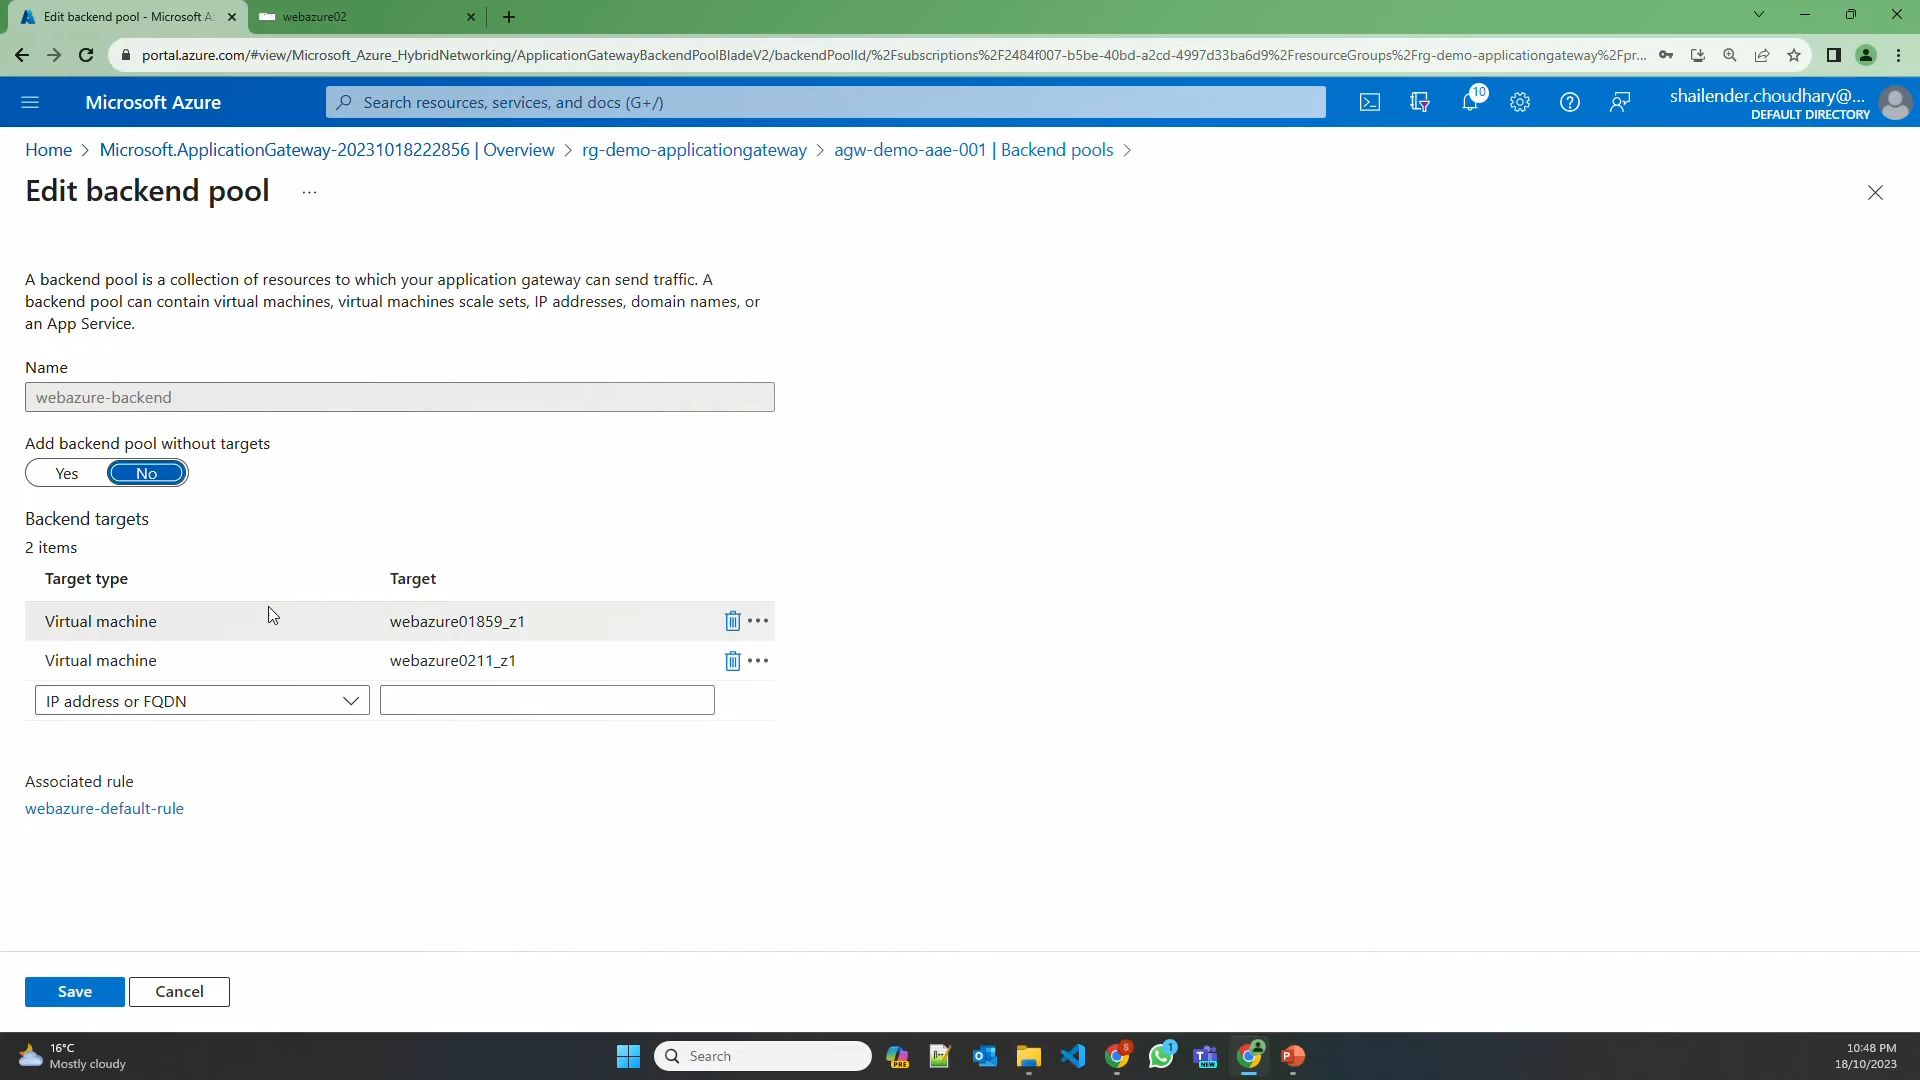 Edit backend pool - Microsoft A
webazure02
portal.azure.com/#view/Microsoft_Azure_HybridNetworking/ApplicationGatewayBackendPoolBladeV2/backendPoolId/%2Fsubscriptions%2F2484f007-b5be-40bd-a2cd-4997d33ba6d9%2FresourceGroups%2Frg-demo-applicationgateway%2Fpr...
Microsoft Azure
Search resources, services, and docs (G+/)
10
shailender.choudhary@...
DEFAULT DIRECTORY
Home > Microsoft.ApplicationGateway-20231018222856 | Overview > rg-demo-applicationgateway > agw-demo-aae-001 | Backend pools >
Edit backend pool ...
A backend pool is a collection of resources to which your application gateway can send traffic. A
backend pool can contain virtual machines, virtual machines scale sets, IP addresses, domain names, or
an App Service.
Name
webazure-backend
Add backend pool without targets
Yes No
Backend targets
2 items
Target type Target
Virtual machine webazure01859_z1
Virtual machine webazure0211_z1
IP address or FQDN
Associated rule
webazure-default-rule
Save Cancel
16°C
Mostly cloudy
Search
PRE
S
1
NEW
10:48 PM
18/10/2023